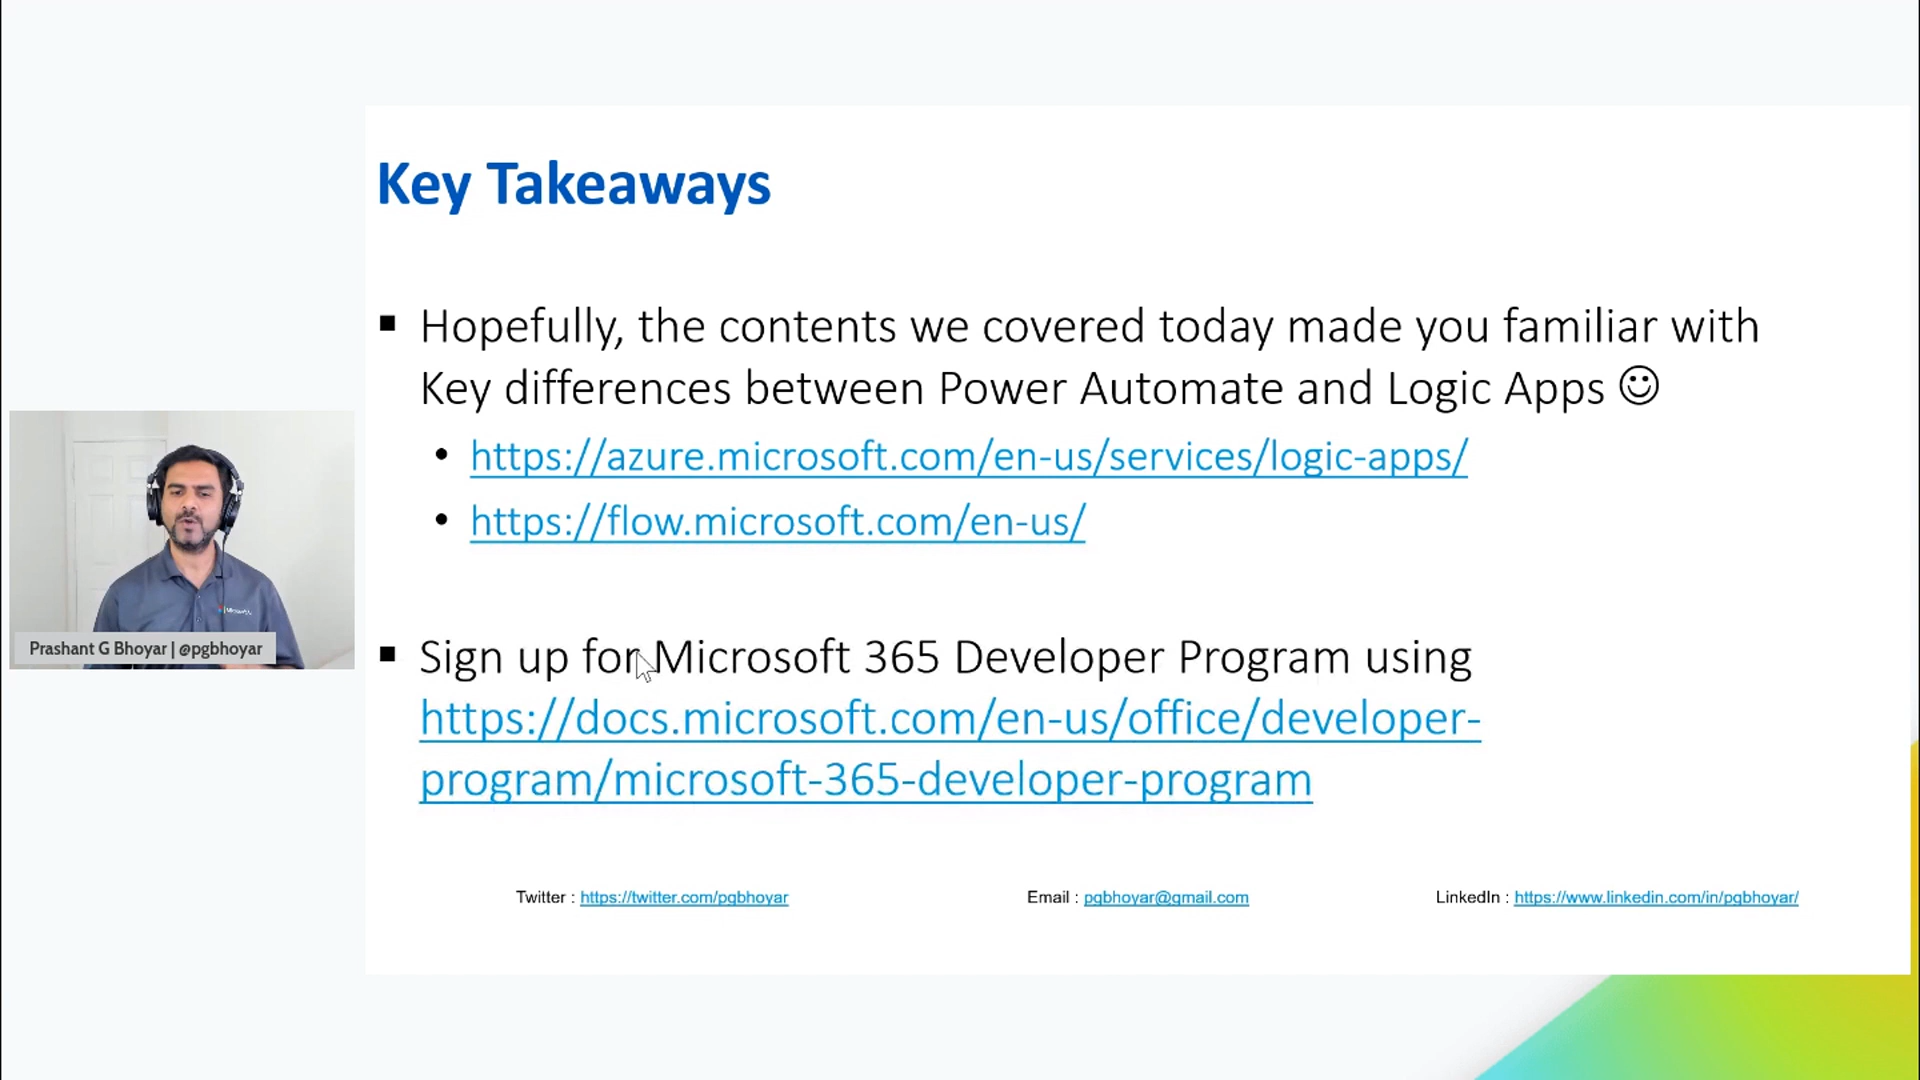 Key Takeaways
Hopefully, the contents we covered today made you familiar with
Key differences between Power Automate and Logic Apps ☺
https://azure.microsoft.com/en-us/services/logic-apps/
https://flow.microsoft.com/en-us/
Prashant G Bhoyar | @pgbhoyar
Sign up for Microsoft 365 Developer Program using
https://docs.microsoft.com/en-us/office/developer-
program/microsoft-365-developer-program
Twitter : https://twitter.com/pgbhoyar
Email : pgbhoyar@gmail.com
LinkedIn : https://www.linkedin.com/in/pgbhoyar/